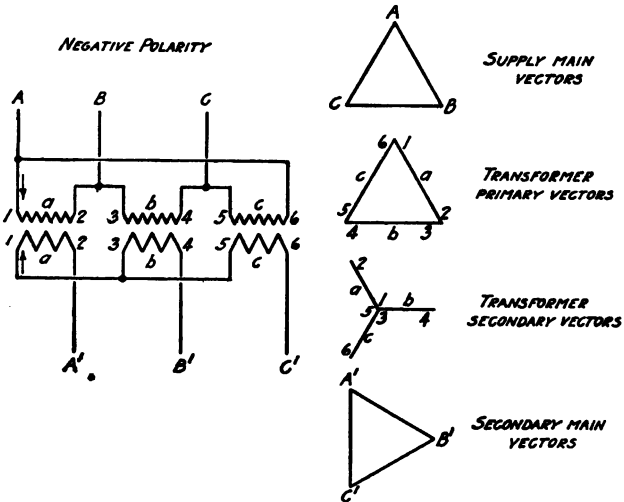 NEGATIVE POLARITY
A B C
a b c
1 2 3 4 5 6
1 2 3 4 5 6
a b c
A' B' C'
A
C B
SUPPLY MAIN
VECTORS
6 1
c a
5 2
4 b 3
TRANSFORMER
PRIMARY VECTORS
2
a 1 b
5 3 4
c
6
TRANSFORMER
SECONDARY VECTORS
A'
B'
C'
SECONDARY MAIN
VECTORS